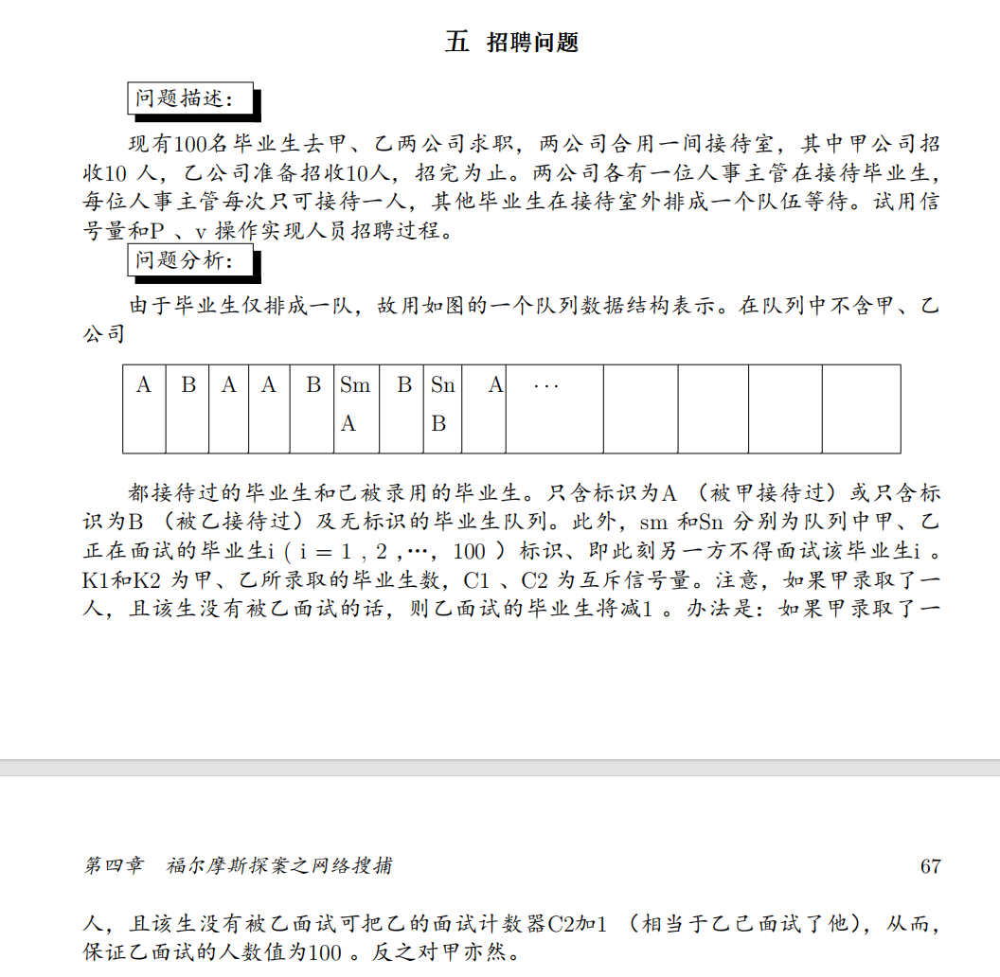 五 招聘问题
问题描述：
现有100名毕业生去甲、乙两公司求职，两公司合用一间接待室，其中甲公司招
收10 人，乙公司准备招收10人，招完为止。两公司各有一位人事主管在接待毕业生，
每位人事主管每次只可接待一人，其他毕业生在接待室外排成一个队伍等待。试用信
号量和P 、v 操作实现人员招聘过程。
问题分析：
由于毕业生仅排成一队，故用如图的一个队列数据结构表示。在队列中不含甲、乙
公司
A B A A B Sm B Sn A ···
A B
都接待过的毕业生和己被录用的毕业生。只含标识为A （被甲接待过）或只含标
识为B （被乙接待过）及无标识的毕业生队列。此外，sm 和Sn 分别为队列中甲、乙
正在面试的毕业生i ( i = 1 , 2 ,…， 100 ）标识、即此刻另一方不得面试该毕业生i 。
K1和K2 为甲、乙所录取的毕业生数，C1 、C2 为互斥信号量。注意，如果甲录取了一
人，且该生没有被乙面试的话，则乙面试的毕业生将减1 。办法是：如果甲录取了一
第四章 福尔摩斯探案之网络搜捕 67
人，且该生没有被乙面试可把乙的面试计数器C2加1 （相当于乙己面试了他），从而，
保证乙面试的人数值为100 。反之对甲亦然。